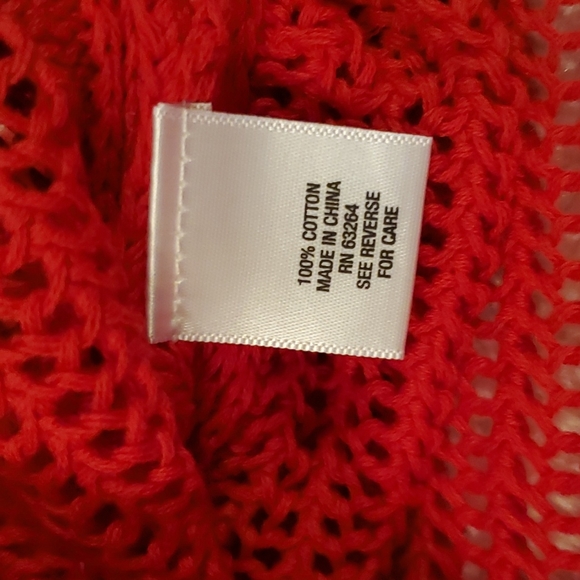 100% COTTON
MADE IN CHINA
RN 63264
SEE REVERSE
FOR CARE